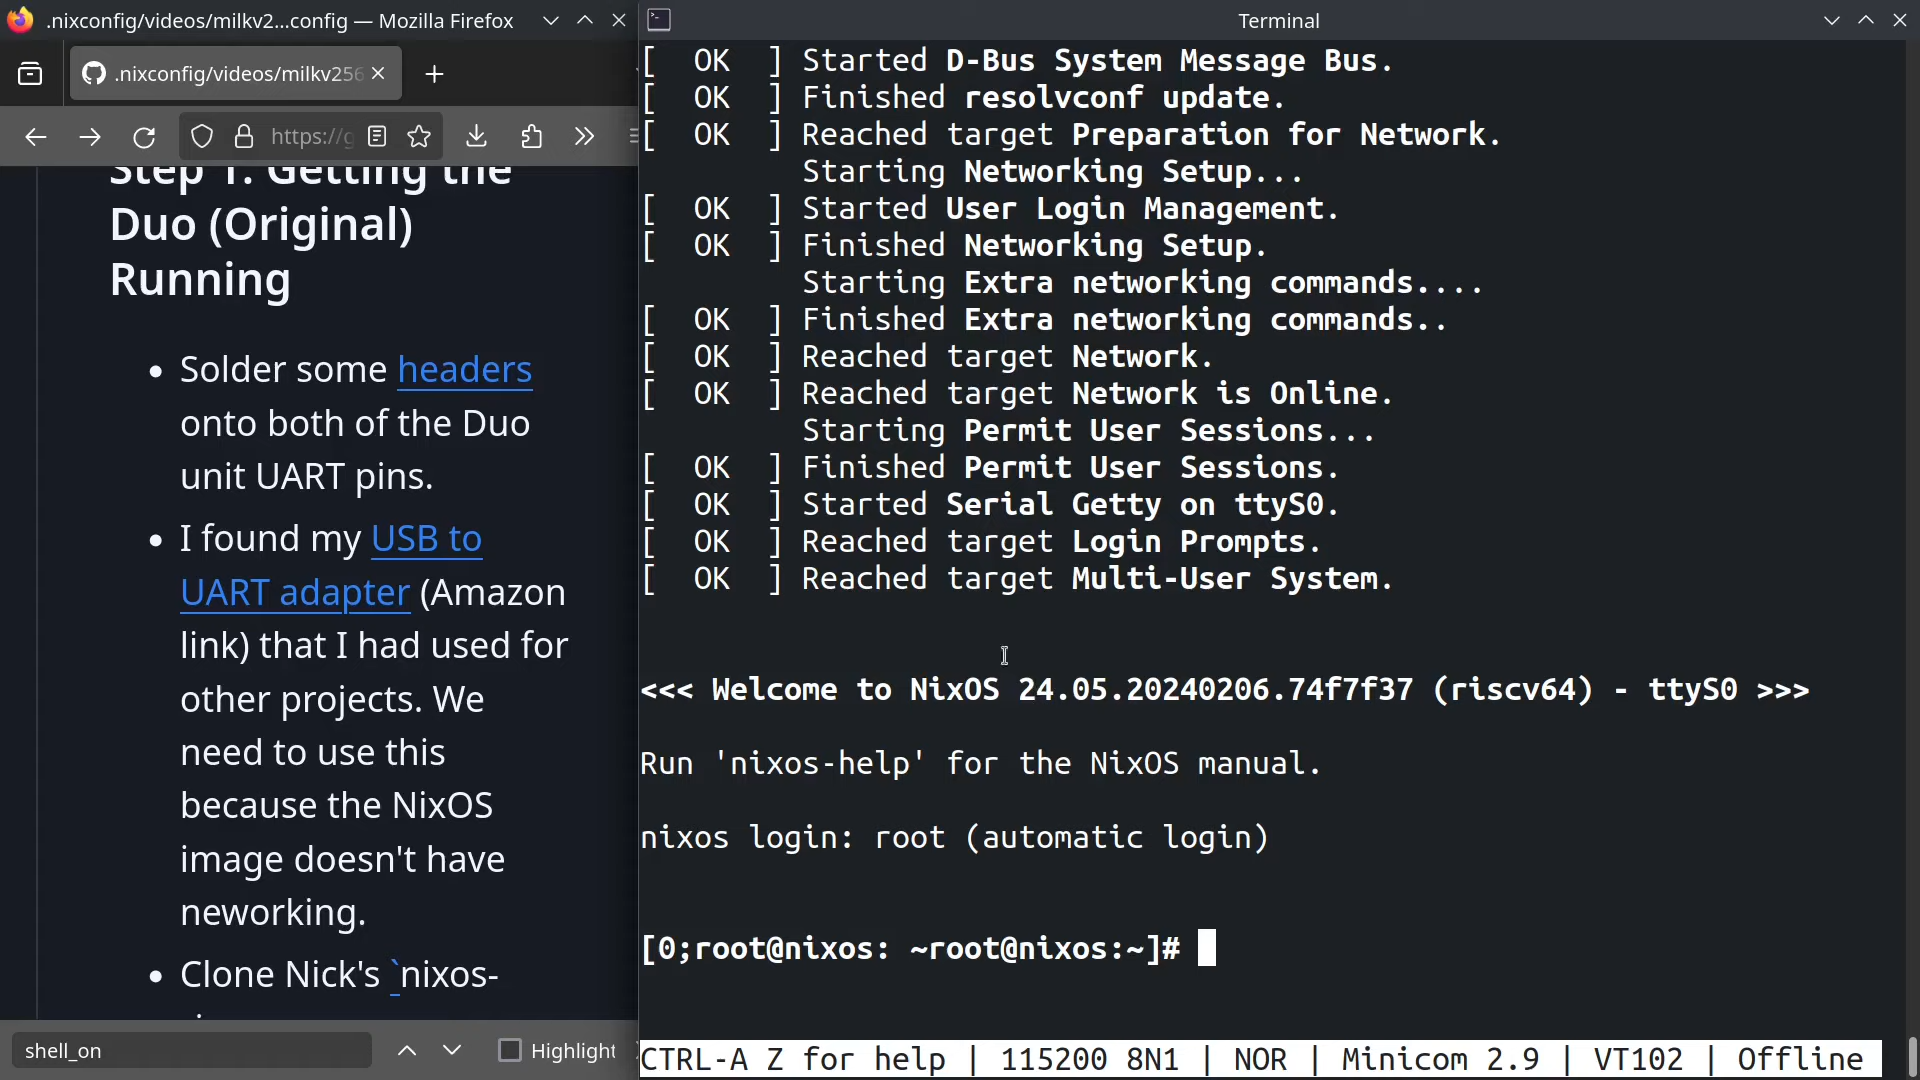 .nixconfig/videos/milkv2...config — Mozilla Firefox
.nixconfig/videos/milkv256
https://g
Step 1: Getting the
Duo (Original)
Running
• Solder some headers
onto both of the Duo
unit UART pins.
• I found my USB to
UART adapter (Amazon
link) that I had used for
other projects. We
need to use this
because the NixOS
image doesn't have
neworking.
• Clone Nick's `nixos-
shell_on
Highlight
Terminal
[  OK  ] Started D-Bus System Message Bus.
[  OK  ] Finished resolvconf update.
[  OK  ] Reached target Preparation for Network.
Starting Networking Setup...
[  OK  ] Started User Login Management.
[  OK  ] Finished Networking Setup.
Starting Extra networking commands....
[  OK  ] Finished Extra networking commands..
[  OK  ] Reached target Network.
[  OK  ] Reached target Network is Online.
Starting Permit User Sessions...
[  OK  ] Finished Permit User Sessions.
[  OK  ] Started Serial Getty on ttyS0.
[  OK  ] Reached target Login Prompts.
[  OK  ] Reached target Multi-User System.
<<< Welcome to NixOS 24.05.20240206.74f7f37 (riscv64) - ttyS0 >>>
Run 'nixos-help' for the NixOS manual.
nixos login: root (automatic login)
[0;root@nixos: ~root@nixos:~]#
CTRL-A Z for help | 115200 8N1 | NOR | Minicom 2.9 | VT102 | Offline